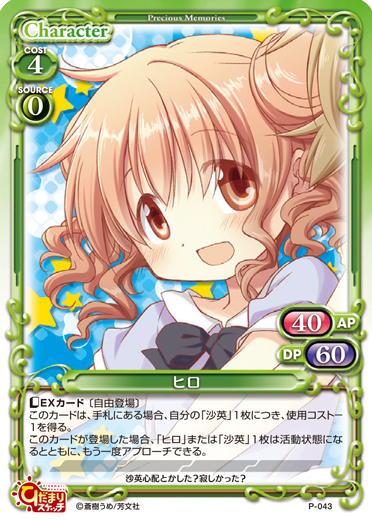 Precious Memories
Character
COST
4
SOURCE
0
40 AP
DP 60
ヒロ
EXカード〔自由登場〕
このカードは、手札にある場合、自分の「沙英」1枚につき、使用コストー
1を得る。
このカードが登場した場合、「ヒロ」または「沙英」1枚は活動状態にな
るとともに、もう一度アプローチできる。
沙英心配とかした?寂しかった?
ひだまり
スケッチ
©蒼樹うめ/芳文社
P-043